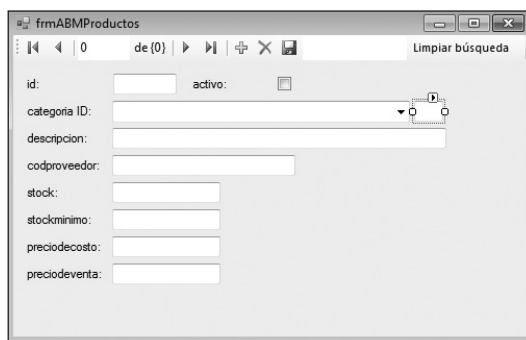 frmABMProductos
0 de {0} Limpiar búsqueda
id: activo:
categoria ID:
descripcion:
codproveedor:
stock:
stockminimo:
preciodecosto:
preciodeventa: